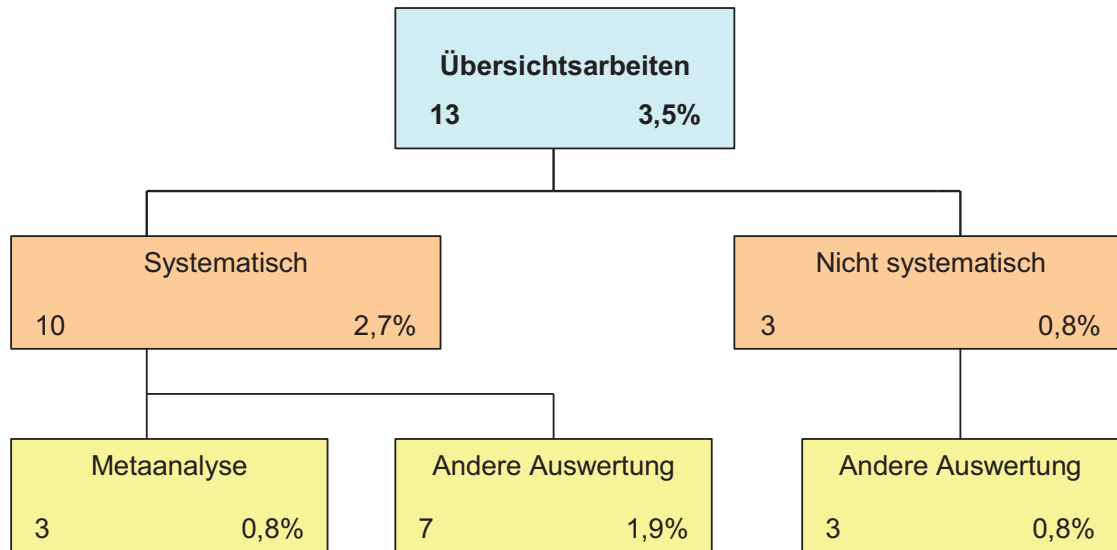 Übersichtsarbeiten
13 3,5%
Systematisch
10 2,7%
Nicht systematisch
3 0,8%
Metaanalyse
3 0,8%
Andere Auswertung
7 1,9%
Andere Auswertung
3 0,8%